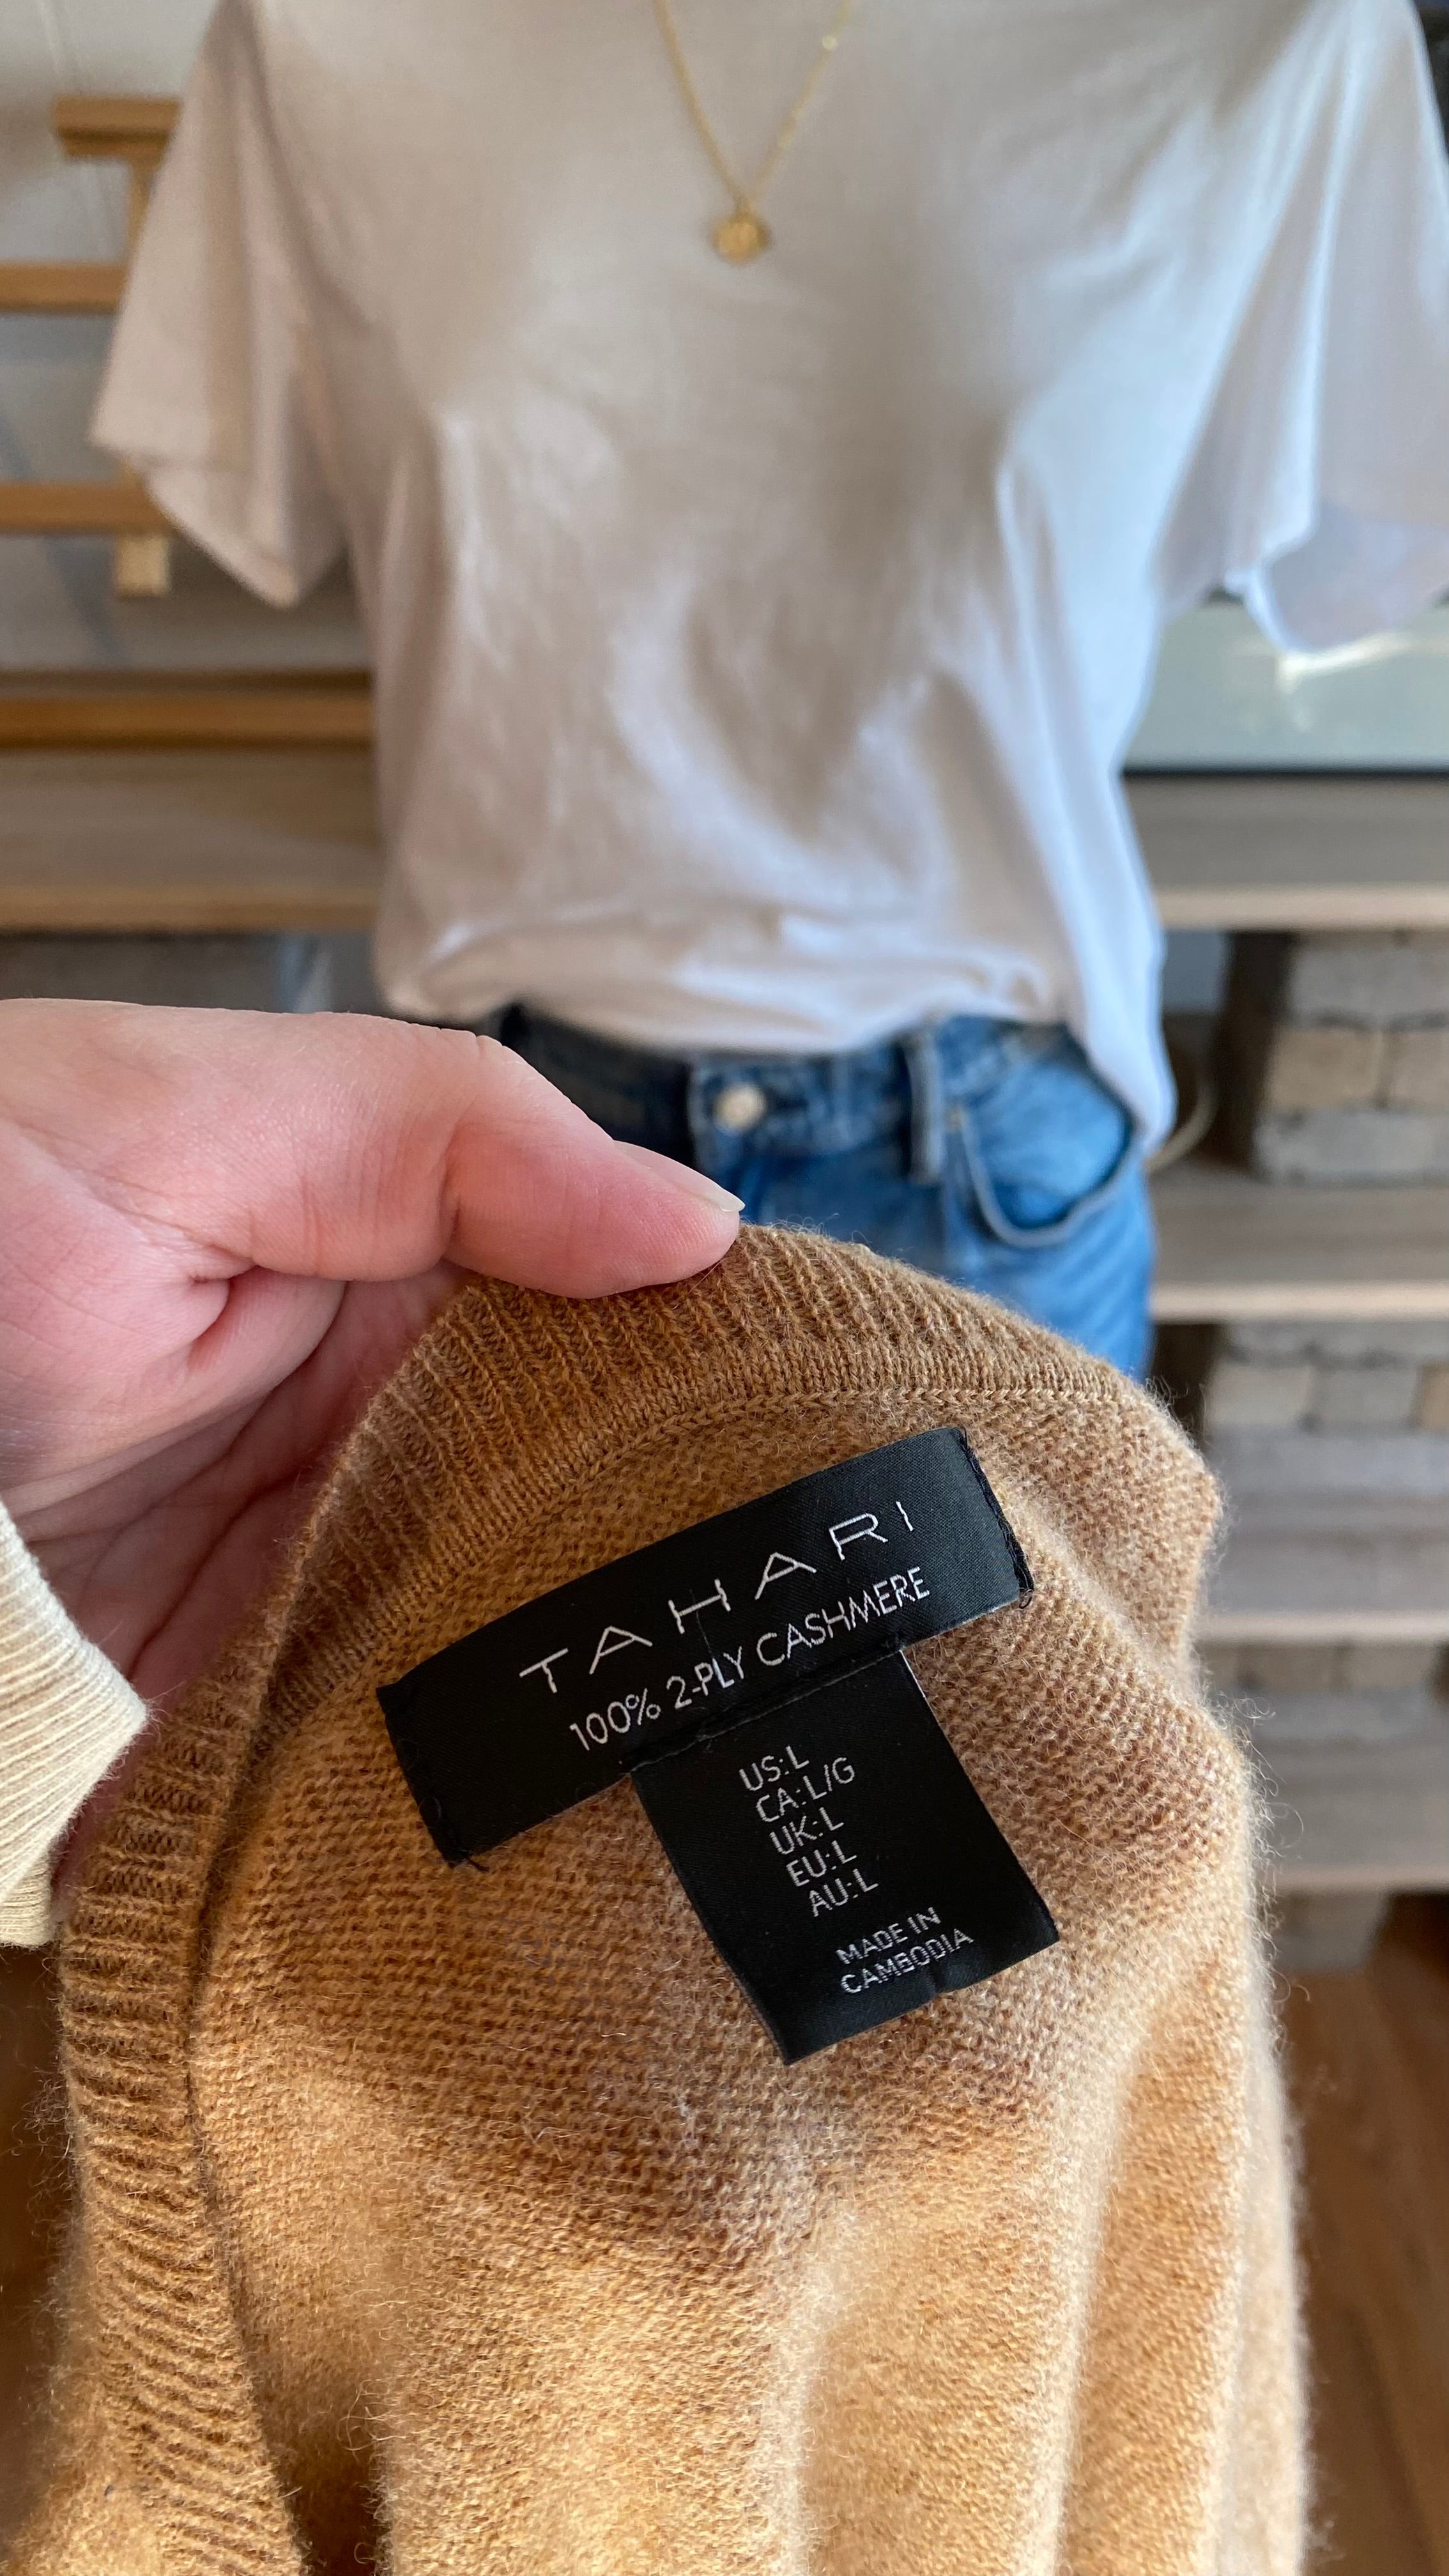 TAHARI
100% 2-PLY CASHMERE
US:L
CA:L/G
UK:L
EU:L
AU:L
MADE IN
CAMBODIA